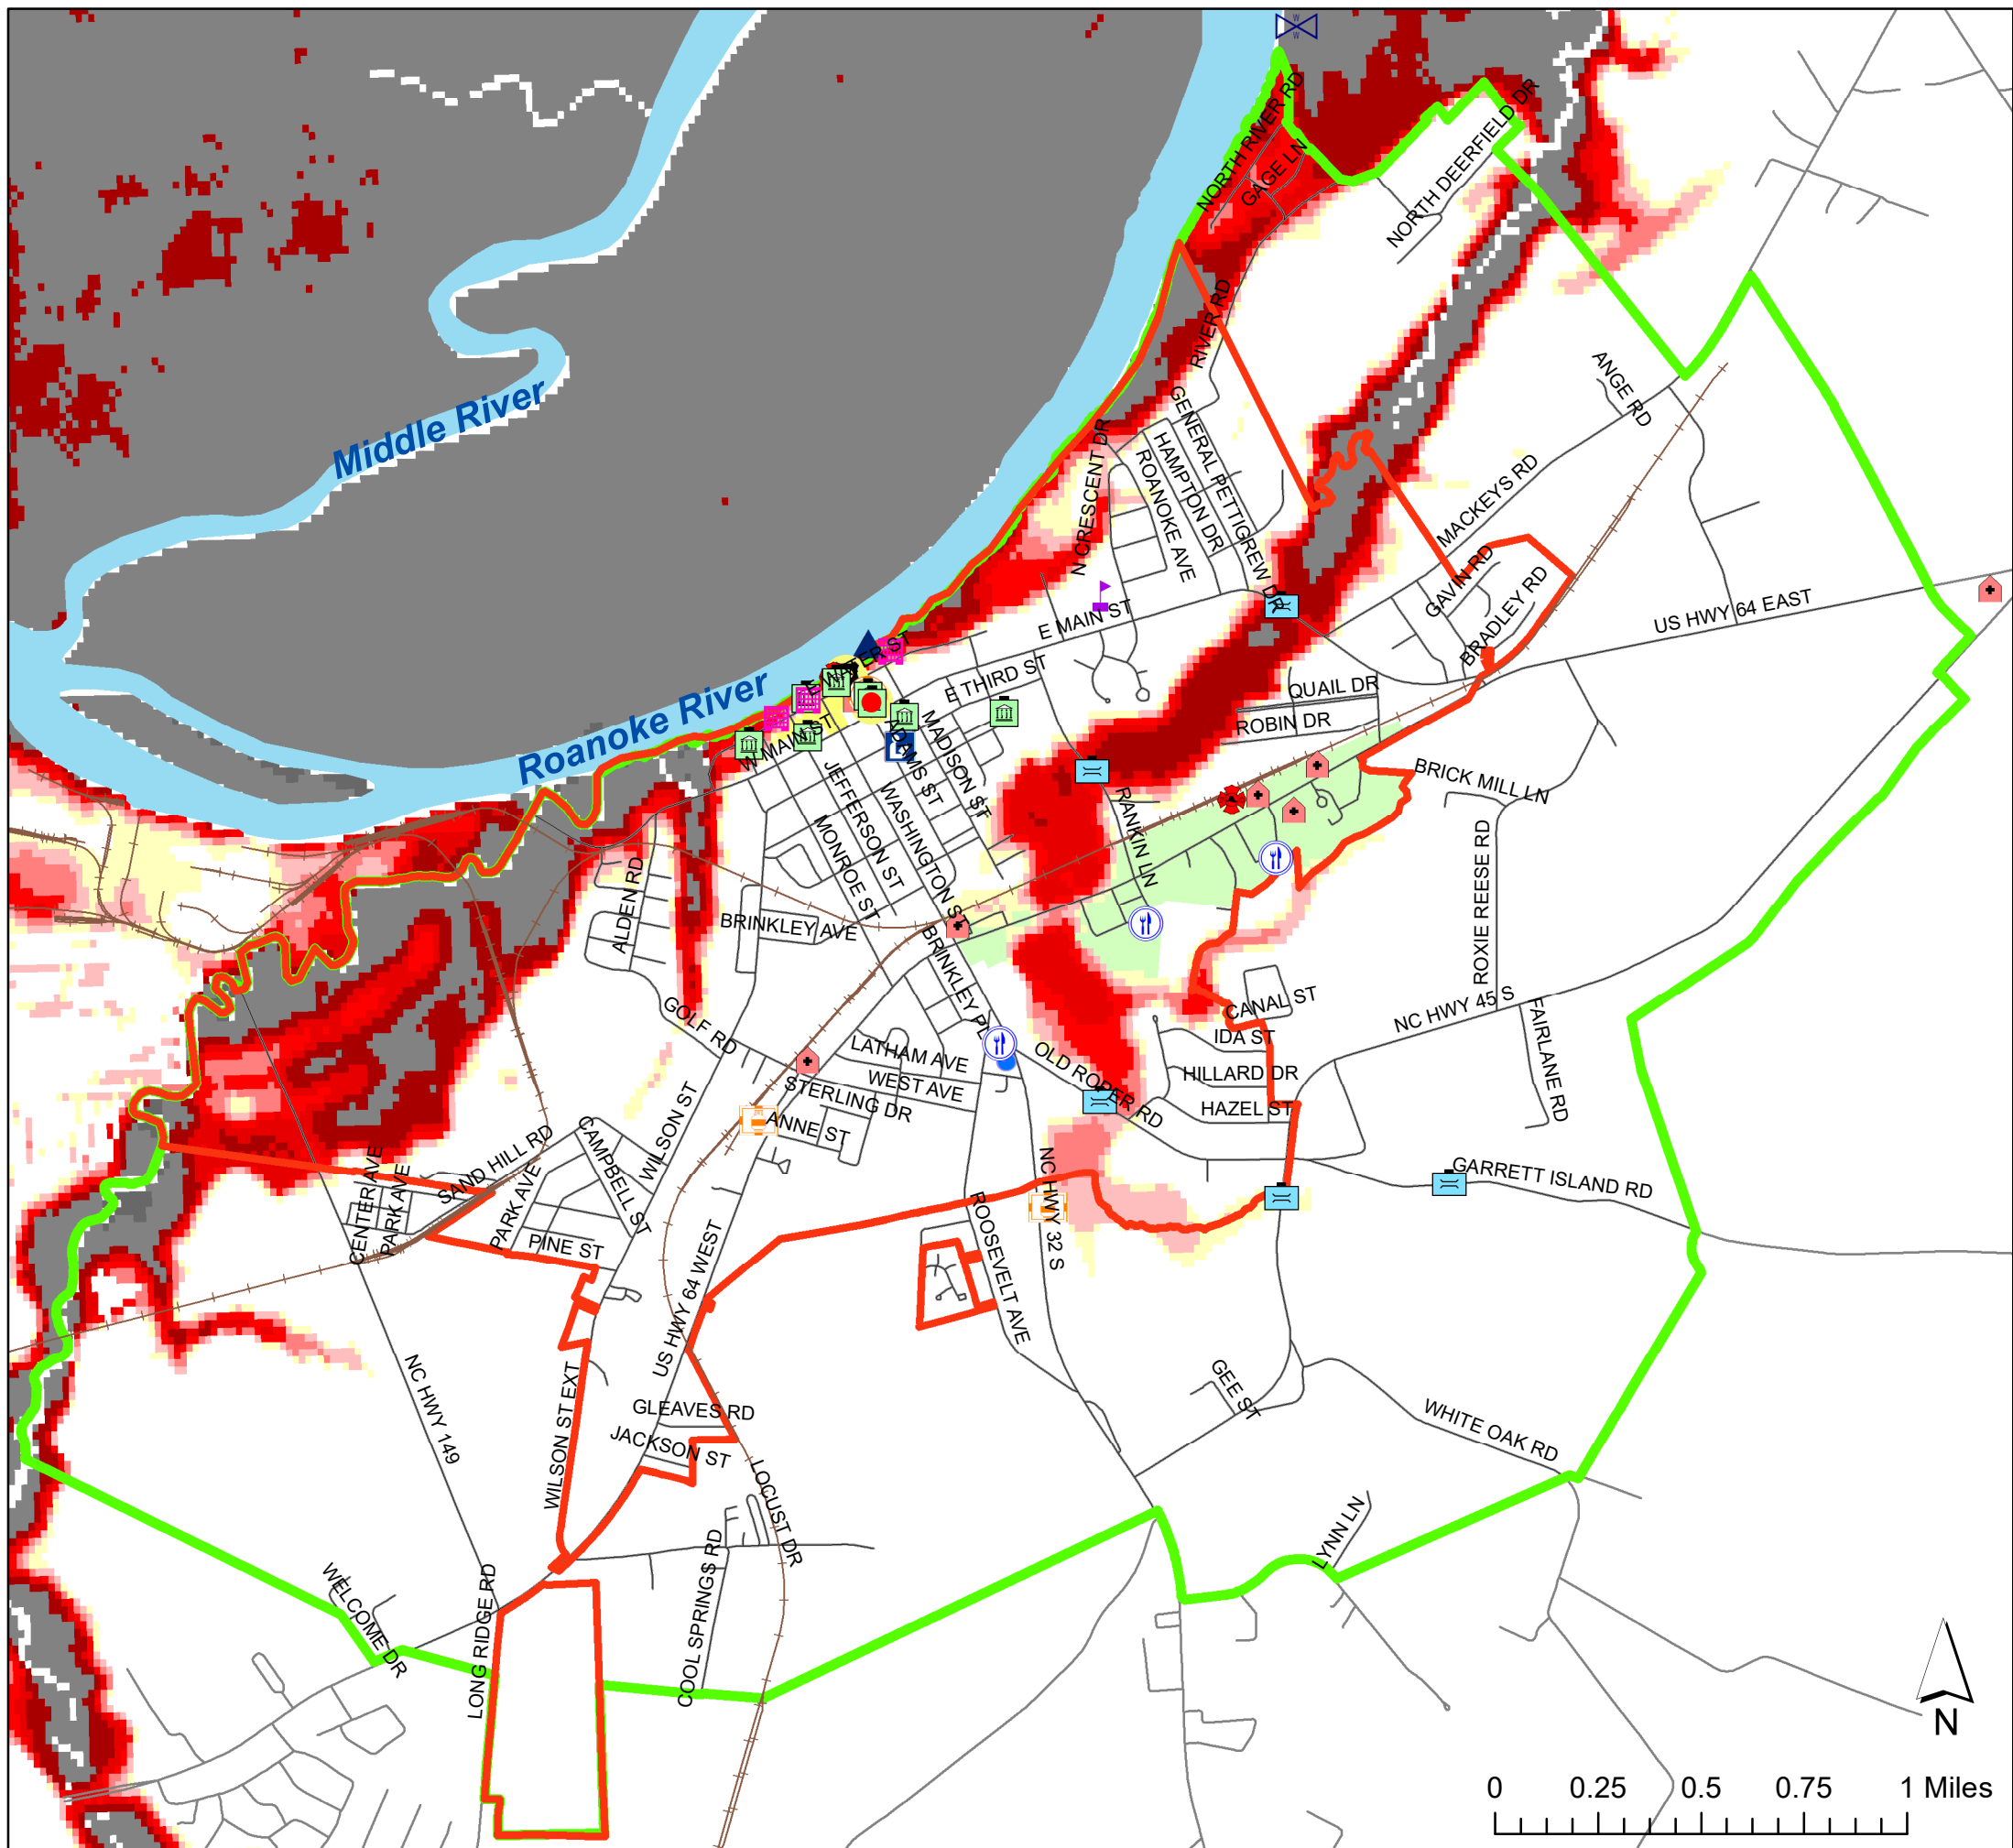 W
W
NORTH RIVER RD
GAGE LN
NORTH DEERFIELD DR
RIVER RD
ANGE RD
Middle River
GENERAL PETTIGREW DR
N CRESCENT DR
HAMPTON DR
ROANOKE AVE
MACKEYS RD
GAVIN RD
BRADLEY RD
US HWY 64 EAST
E MAIN ST
E THIRD ST
QUAIL DR
ROBIN DR
Roanoke River
W MAIN ST
ADAMS ST
MADISON ST
JEFFERSON ST
WASHINGTON ST
MONROE ST
RANKIN LN
BRICK MILL LN
ROXIE REESE RD
ALDEN RD
BRINKLEY AVE
GOLF RD
CANAL ST
IDA ST
NC HWY 45 S
FAIRLANE RD
LATHAM AVE
WEST AVE
OLD ROPER RD
HILLARD DR
HAZEL ST
STERLING DR
ANNE ST
WILSON ST
CAMPBELL ST
SAND HILL RD
CENTER AVE
PARK AVE
PARK AVE
PINE ST
GARRETT ISLAND RD
NC HWY 32 S
ROOSEVELT AVE
US HWY 64 WEST
NC HWY 149
WILSON ST EXT
GLEAVES RD
JACKSON ST
LOCUST DR
GEE ST
WHITE OAK RD
LYNN LN
WELCOME DR
LONG RIDGE RD
COOL SPRINGS RD
N
0 0.25 0.5 0.75 1 Miles